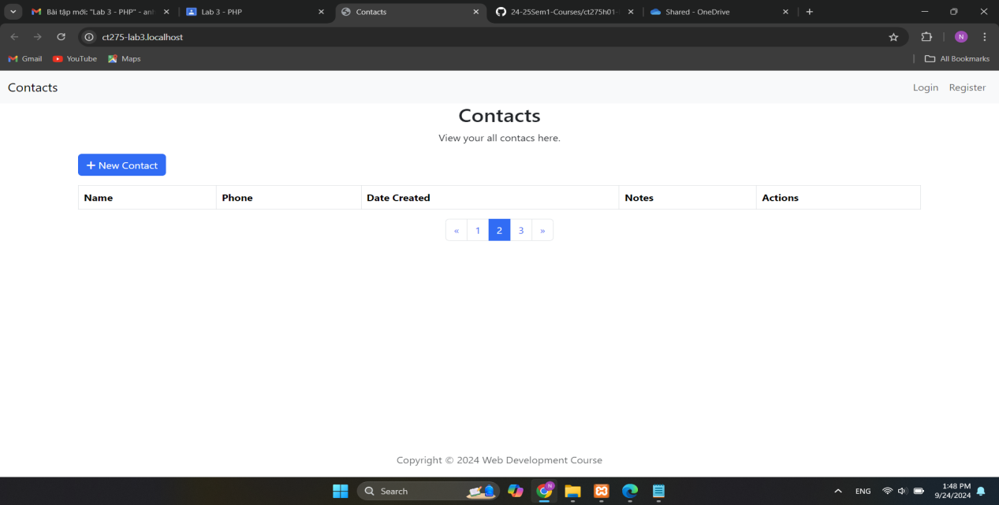 Bài tập mới: "Lab 3 - PHP" - anh
Lab 3 - PHP
Contacts
24-25Sem1-Courses/ct275h01-
Shared - OneDrive
ct275-lab3.localhost
N
Gmail
YouTube
Maps
All Bookmarks
Contacts
Login
Register
Contacts
View your all contacs here.
+ New Contact
Name
Phone
Date Created
Notes
Actions
« 1 2 3 »
Copyright © 2024 Web Development Course
Search
N
ENG
1:48 PM
9/24/2024